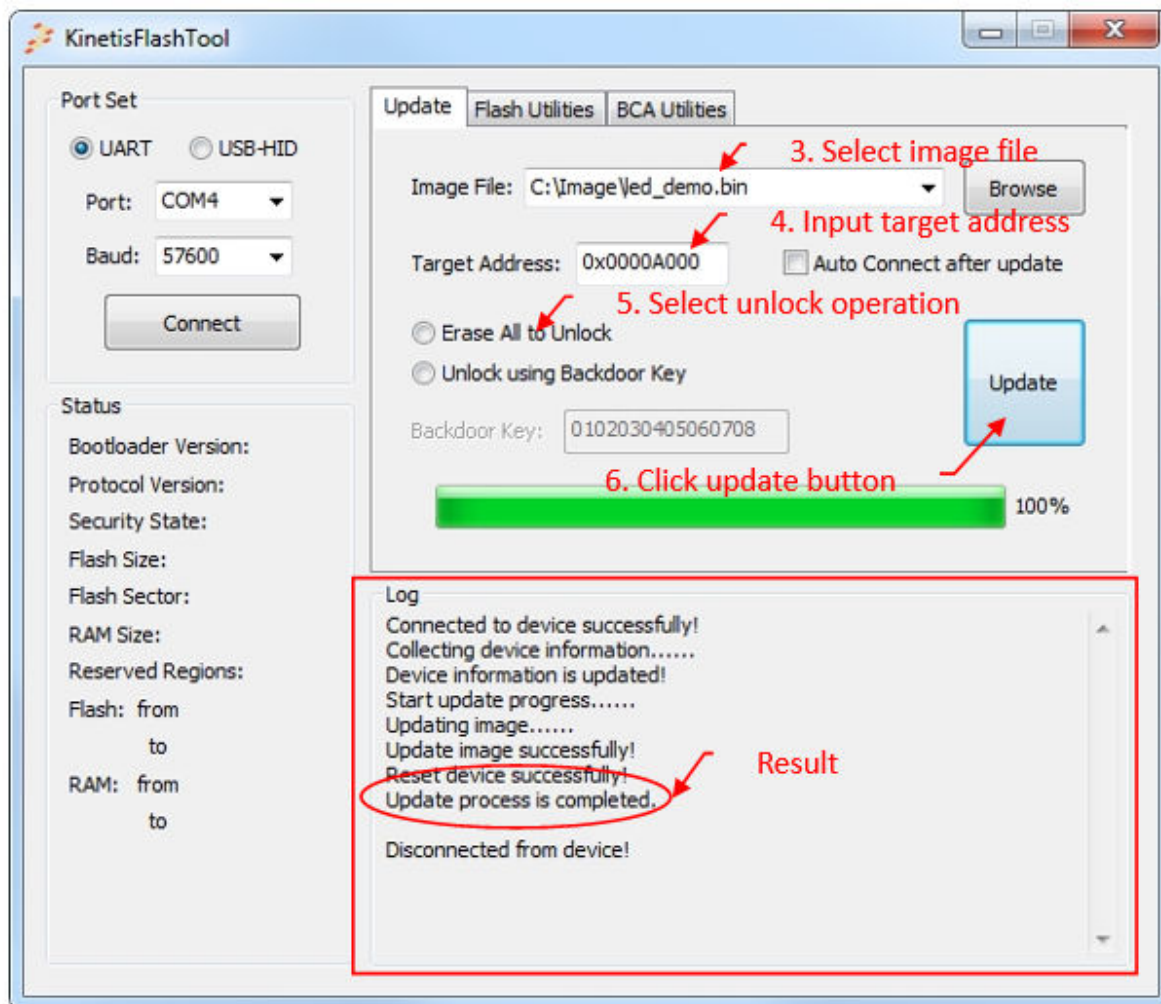 KinetisFlashTool
Port Set
UART USB-HID
Port: COM4
Baud: 57600
Connect
Status
Bootloader Version:
Protocol Version:
Security State:
Flash Size:
Flash Sector:
RAM Size:
Reserved Regions:
Flash: from
to
RAM: from
to
Update Flash Utilities BCA Utilities
3. Select image file
Image File: C:\Image\led_demo.bin Browse
4. Input target address
Target Address: 0x0000A000 Auto Connect after update
5. Select unlock operation
Erase All to Unlock
Unlock using Backdoor Key
Update
Backdoor Key: 0102030405060708
6. Click update button
100%
Log
Connected to device successfully!
Collecting device information......
Device information is updated!
Start update progress......
Updating image......
Update image successfully!
Reset device successfully!
Update process is completed.
Result
Disconnected from device!